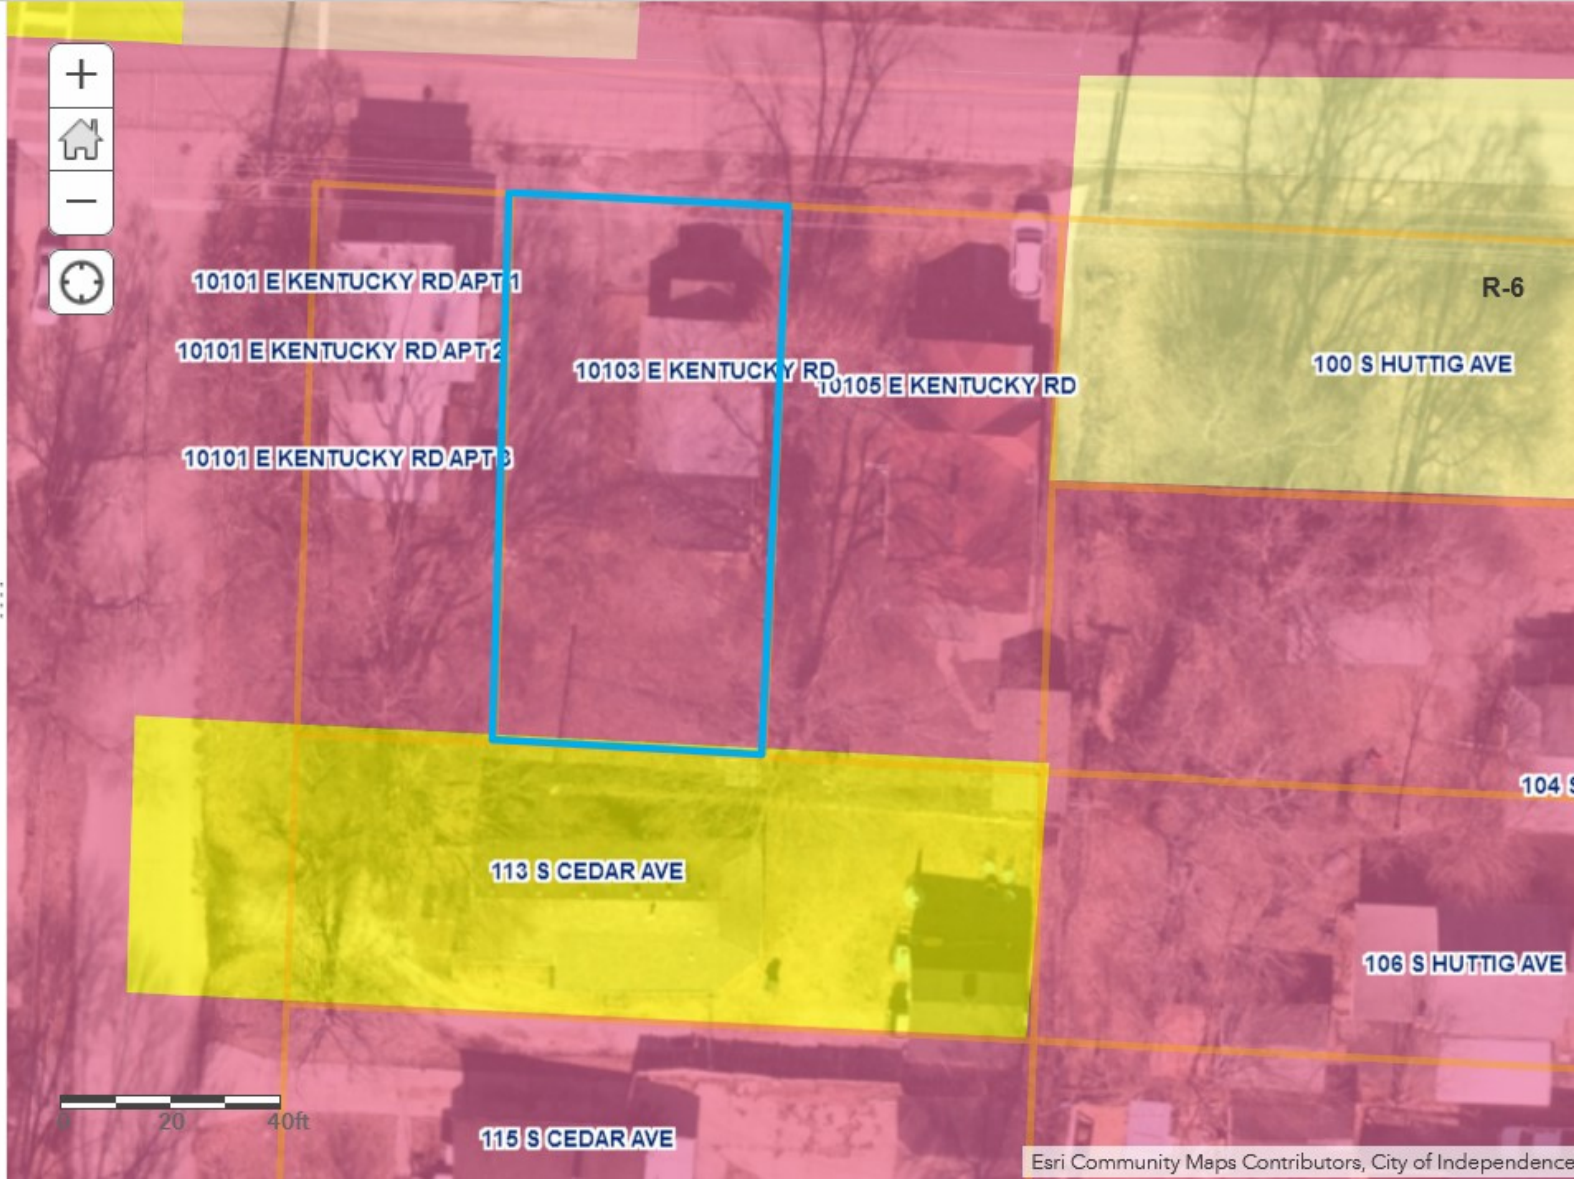 +
−
10101 E KENTUCKY RD APT 1
R-6
10101 E KENTUCKY RD APT 2
100 S HUTTIG AVE
10103 E KENTUCKY RD
10105 E KENTUCKY RD
10101 E KENTUCKY RD APT 3
104 S
113 S CEDAR AVE
106 S HUTTIG AVE
0 20 40ft
115 S CEDAR AVE
Esri Community Maps Contributors, City of Independence